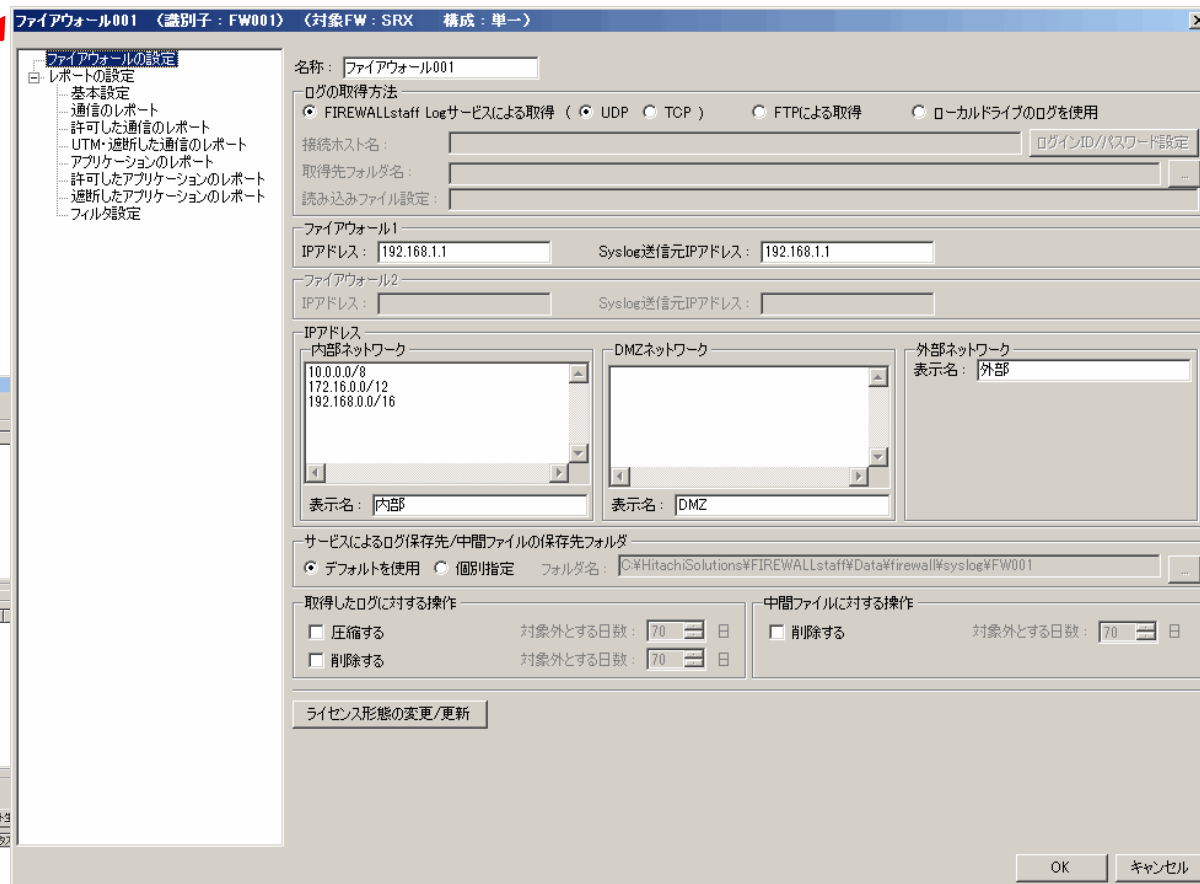 ファイアウォール001 （識別子：FW001） （対象FW：SRX 構成：単一）
ファイアウォールの設定
レポートの設定
基本設定
通信のレポート
許可した通信のレポート
UTM・遮断した通信のレポート
アプリケーションのレポート
許可したアプリケーションのレポート
遮断したアプリケーションのレポート
フィルタ設定
名称： ファイアウォール001
ログの取得方法
FIREWALLstaff Logサービスによる取得 （ UDP TCP ） FTPによる取得 ローカルドライブのログを使用
接続ホスト名： ログインID/パスワード設定
取得先フォルダ名： ...
読み込みファイル設定：
ファイアウォール1
IPアドレス： 192.168.1.1 Syslog送信元IPアドレス： 192.168.1.1
ファイアウォール2
IPアドレス： Syslog送信元IPアドレス：
IPアドレス
内部ネットワーク
10.0.0.0/8
172.16.0.0/12
192.168.0.0/16
表示名： 内部
DMZネットワーク
表示名： DMZ
外部ネットワーク
表示名： 外部
サービスによるログ保存先/中間ファイルの保存先フォルダ
デフォルトを使用 個別指定 フォルダ名： C:¥HitachiSolutions¥FIREWALLstaff¥Data¥firewall¥syslog¥FW001 ...
取得したログに対する操作
圧縮する 対象外とする日数： 70 日
削除する 対象外とする日数： 70 日
中間ファイルに対する操作
削除する 対象外とする日数： 70 日
ライセンス形態の変更/更新
OK キャンセル